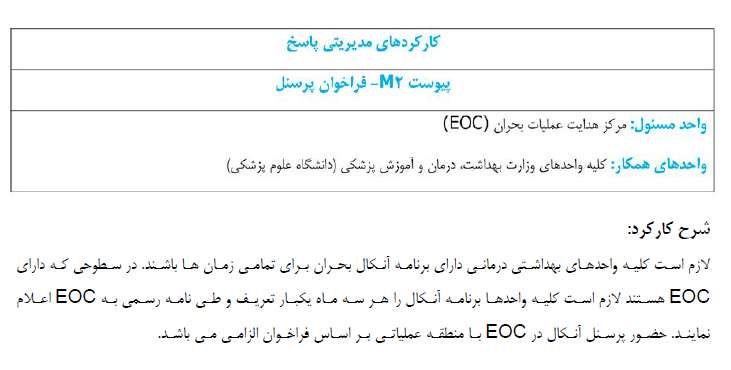 کارکردهای مدیریتی پاسخ
پیوست M۲- فراخوان پرسنل
واحد مسئول: مرکز هدایت عملیات بحران (EOC)
واحدهای همکار: کلیه واحدهای وزارت بهداشت، درمان و آموزش پزشکی (دانشگاه علوم پزشکی)
شرح کارکرد:
لازم است کلیه واحدهای بهداشتی درمانی دارای برنامه آنکال بحران برای تمامی زمان ها باشند. در سطوحی که دارای
EOC هستند لازم است کلیه واحدها برنامه آنکال را هر سه ماه یکبار تعریف و طی نامه رسمی به EOC اعلام
نمایند. حضور پرسنل آنکال در EOC یا منطقه عملیاتی بر اساس فراخوان الزامی می باشد.